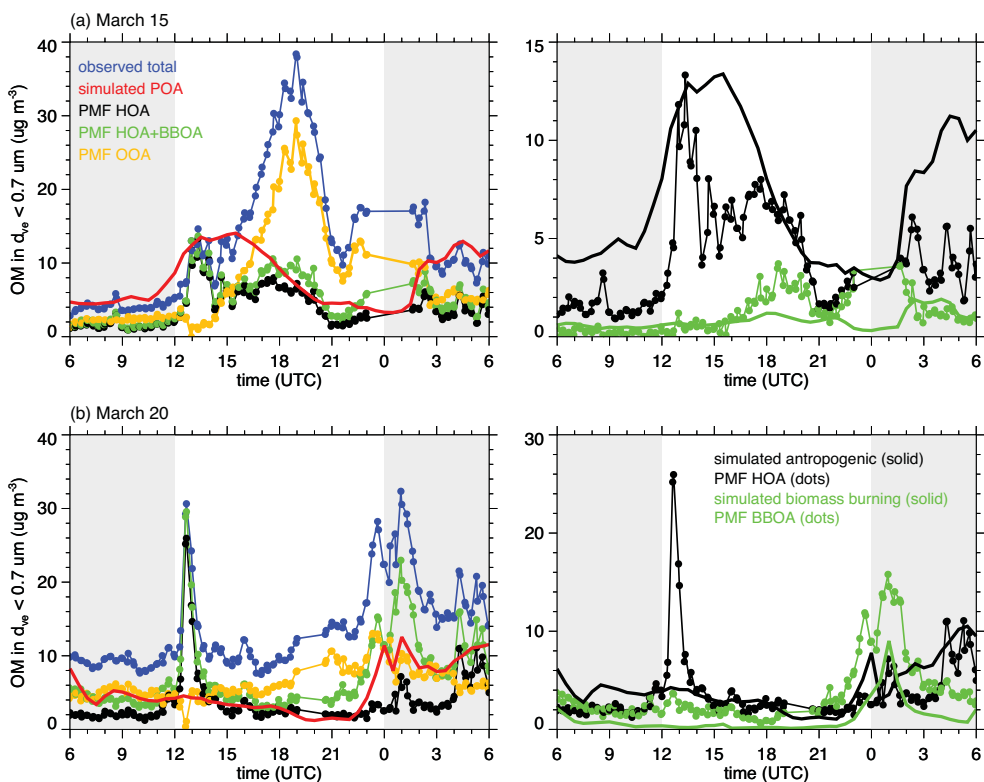 (a) March 15
40
30
20
10
0
OM in d_ve < 0.7 um (ug m⁻³)
observed total
simulated POA
PMF HOA
PMF HOA+BBOA
PMF OOA
6 9 12 15 18 21 0 3 6
time (UTC)
15
10
5
0
6 9 12 15 18 21 0 3 6
time (UTC)
(b) March 20
40
30
20
10
0
OM in d_ve < 0.7 um (ug m⁻³)
6 9 12 15 18 21 0 3 6
time (UTC)
30
20
10
0
simulated antropogenic (solid)
PMF HOA (dots)
simulated biomass burning (solid)
PMF BBOA (dots)
6 9 12 15 18 21 0 3 6
time (UTC)